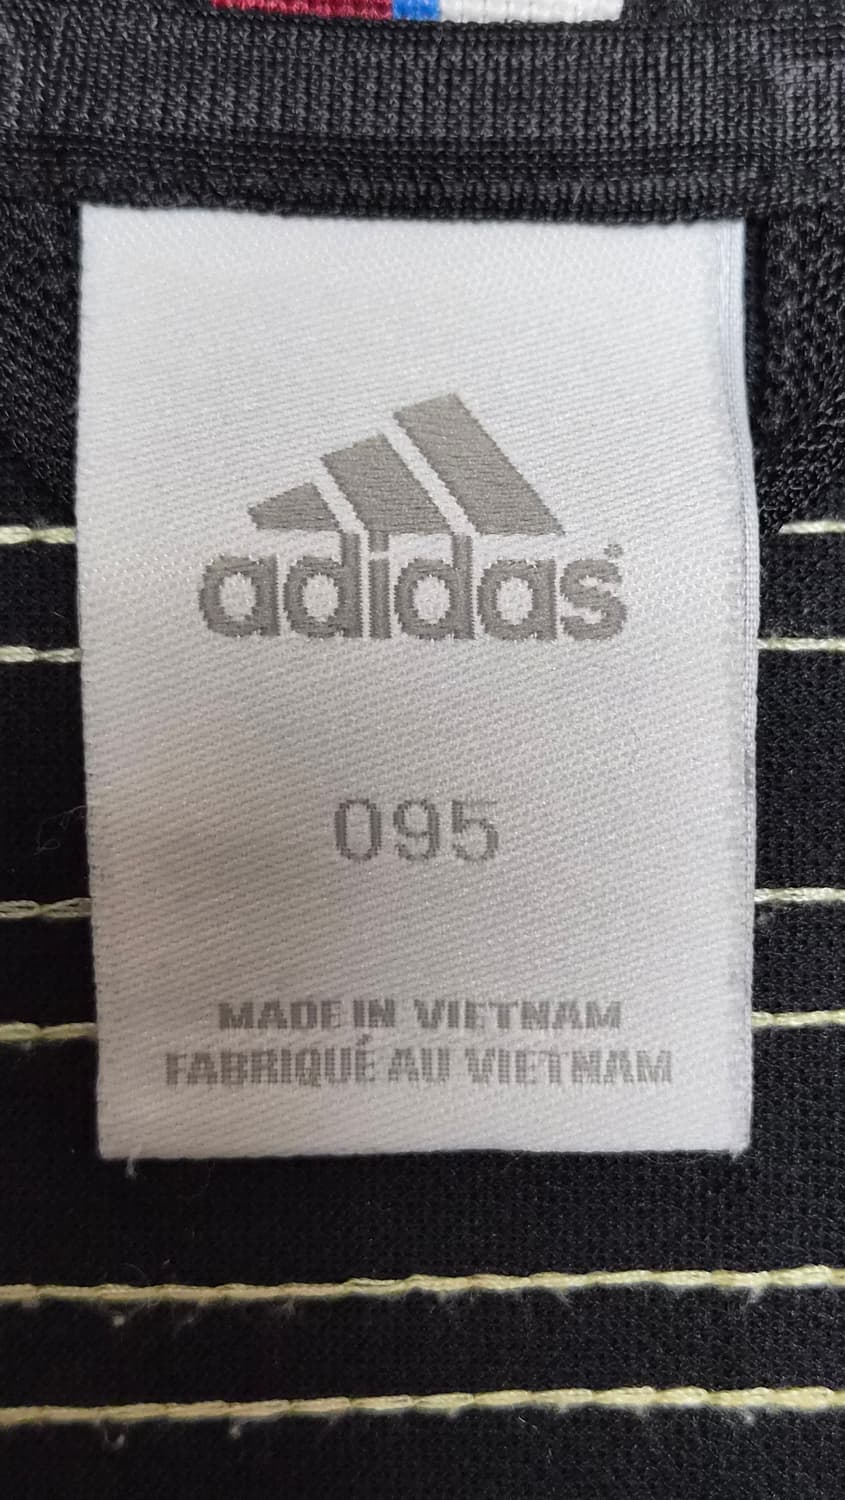 adidas®
095
MADE IN VIETNAM
FABRIQUÉ AU VIETNAM